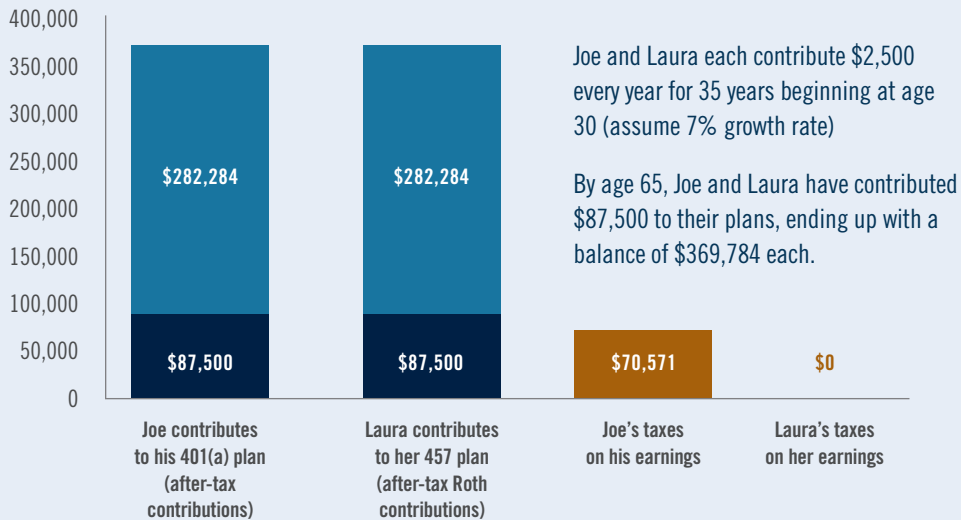 400,000
350,000
300,000
250,000
200,000
150,000
100,000
50,000
0
$282,284
$87,500
$282,284
$87,500
$70,571
$0
Joe and Laura each contribute $2,500
every year for 35 years beginning at age
30 (assume 7% growth rate)
By age 65, Joe and Laura have contributed
$87,500 to their plans, ending up with a
balance of $369,784 each.
Joe contributes
to his 401(a) plan
(after-tax
contributions)
Laura contributes
to her 457 plan
(after-tax Roth
contributions)
Joe’s taxes
on his earnings
Laura’s taxes
on her earnings